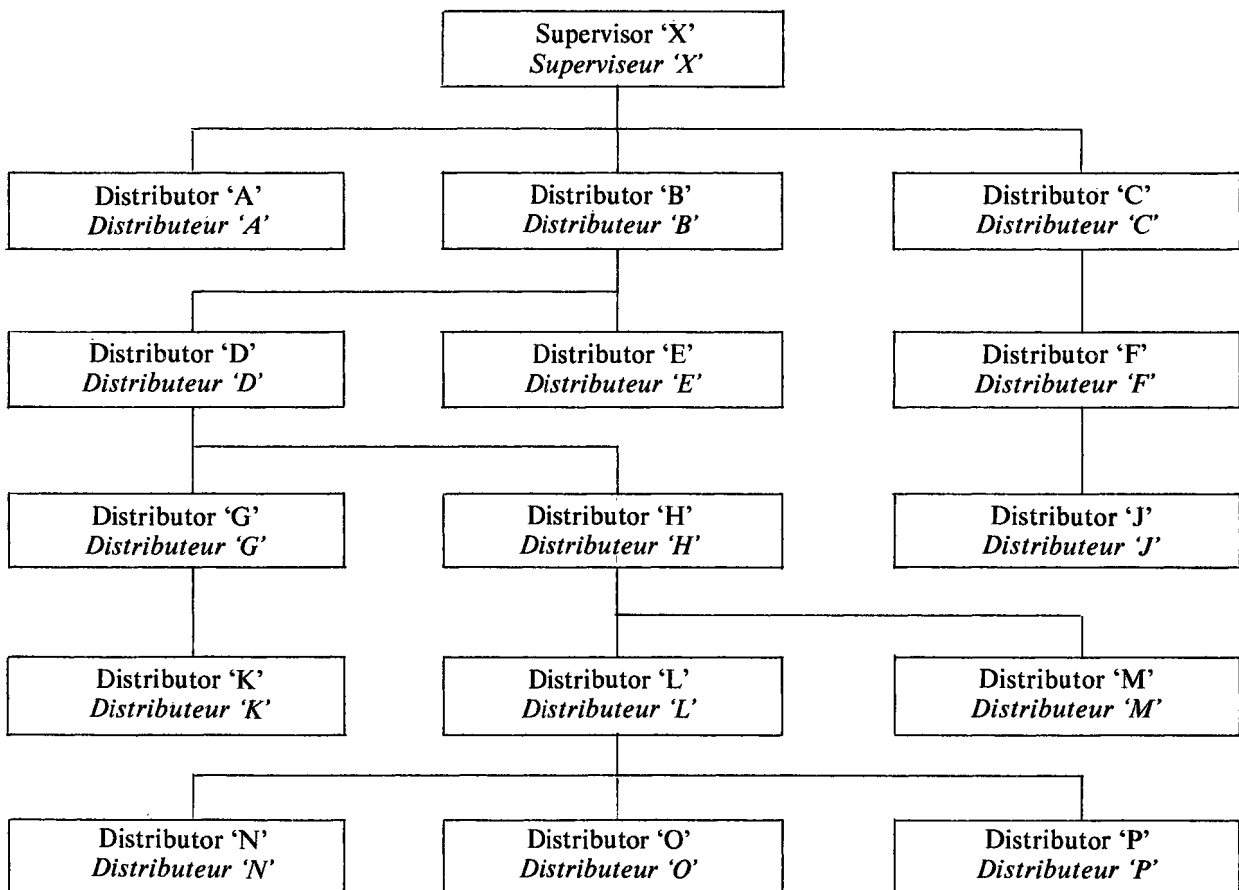 Supervisor ‘X’
Superviseur ‘X’
Distributor ‘A’
Distributeur ‘A’
Distributor ‘B’
Distributeur ‘B’
Distributor ‘C’
Distributeur ‘C’
Distributor ‘D’
Distributeur ‘D’
Distributor ‘E’
Distributeur ‘E’
Distributor ‘F’
Distributeur ‘F’
Distributor ‘G’
Distributeur ‘G’
Distributor ‘H’
Distributeur ‘H’
Distributor ‘J’
Distributeur ‘J’
Distributor ‘K’
Distributeur ‘K’
Distributor ‘L’
Distributeur ‘L’
Distributor ‘M’
Distributeur ‘M’
Distributor ‘N’
Distributeur ‘N’
Distributor ‘O’
Distributeur ‘O’
Distributor ‘P’
Distributeur ‘P’